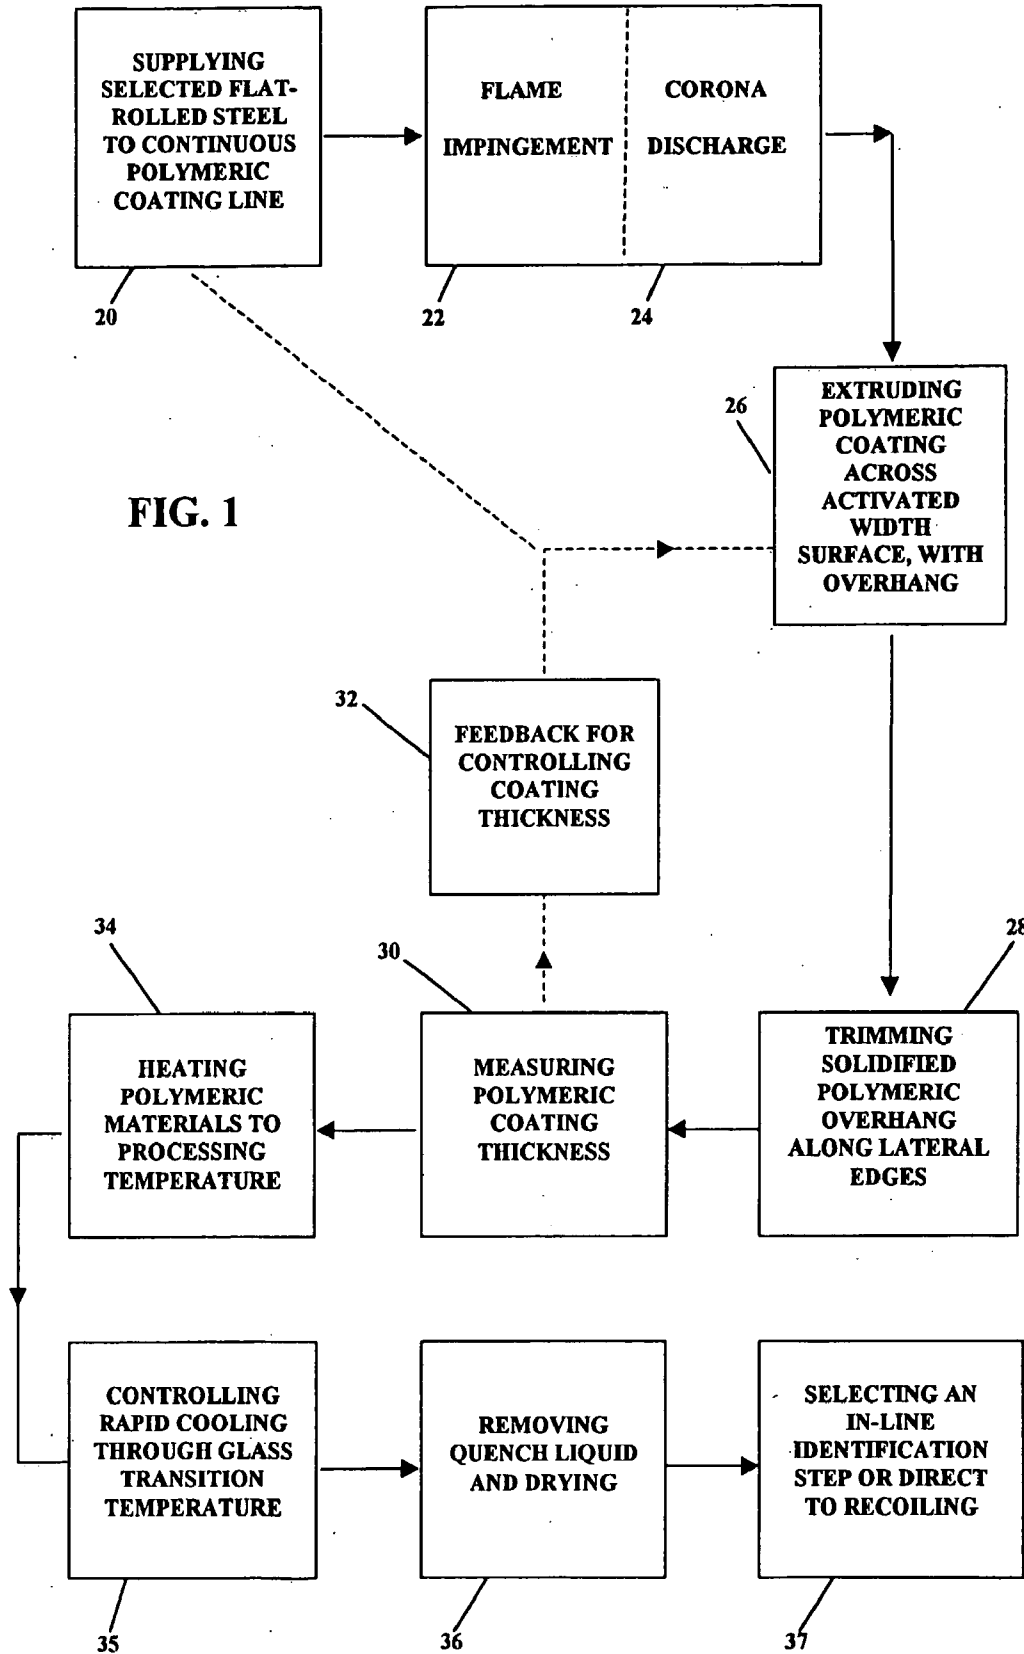 SUPPLYING
SELECTED FLAT-
ROLLED STEEL
TO CONTINUOUS
POLYMERIC
COATING LINE
20
FLAME
IMPINGEMENT
22
CORONA
DISCHARGE
24
26
EXTRUDING
POLYMERIC
COATING
ACROSS
ACTIVATED
WIDTH
SURFACE, WITH
OVERHANG
FIG. 1
32
FEEDBACK FOR
CONTROLLING
COATING
THICKNESS
28
TRIMMING
SOLIDIFIED
POLYMERIC
OVERHANG
ALONG LATERAL
EDGES
30
MEASURING
POLYMERIC
COATING
THICKNESS
34
HEATING
POLYMERIC
MATERIALS TO
PROCESSING
TEMPERATURE
CONTROLLING
RAPID COOLING
THROUGH GLASS
TRANSITION
TEMPERATURE
35
REMOVING
QUENCH LIQUID
AND DRYING
36
SELECTING AN
IN-LINE
IDENTIFICATION
STEP OR DIRECT
TO RECOILING
37